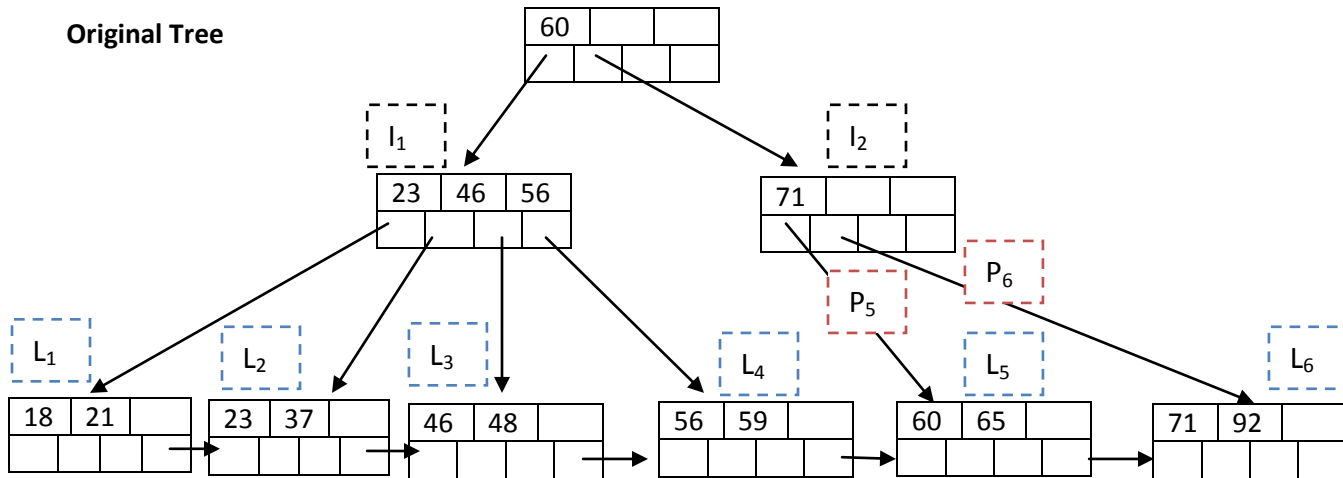 Original Tree
60
I₁
I₂
23 46 56
71
P₅
P₆
L₁
L₂
L₃
L₄
L₅
L₆
18 21
23 37
46 48
56 59
60 65
71 92